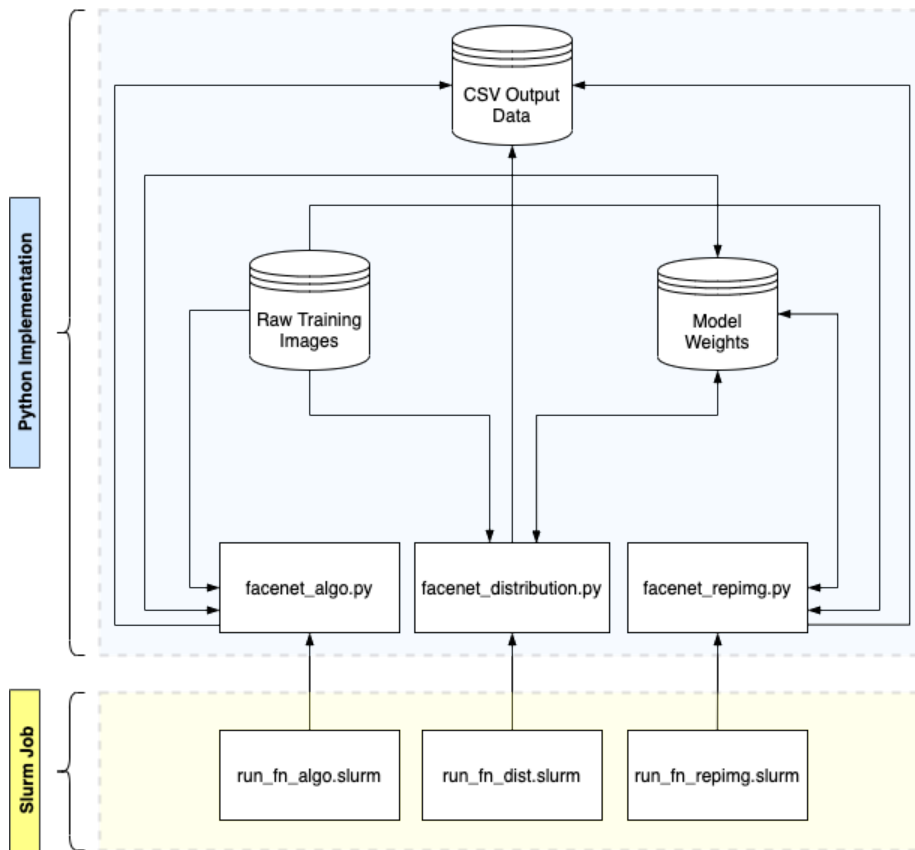 CSV Output
Data
Python Implementation
Raw Training
Images
Model
Weights
facenet_algo.py
facenet_distribution.py
facenet_repimg.py
Slurm Job
run_fn_algo.slurm
run_fn_dist.slurm
run_fn_repimg.slurm